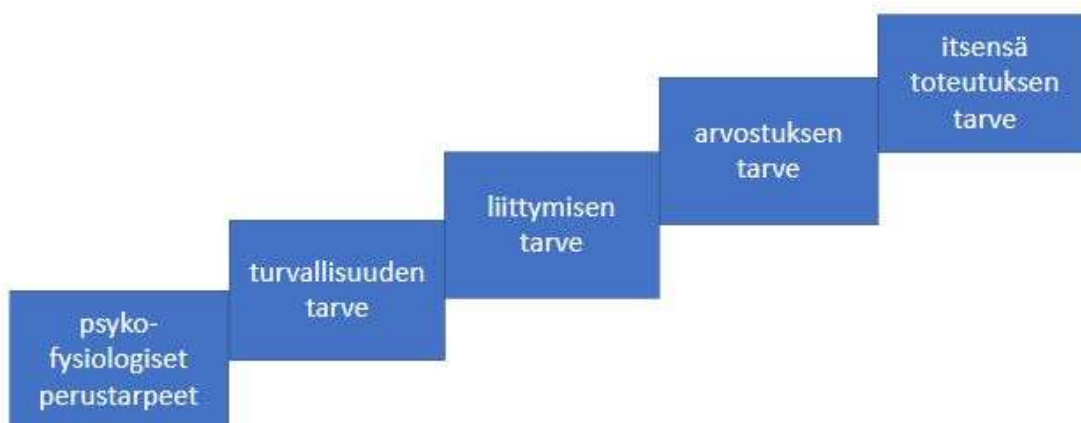 psyko-
fysiologiset
perustarpeet
turvallisuuden
tarve
liittymisen
tarve
arvostuksen
tarve
itsensä
toteutuksen
tarve